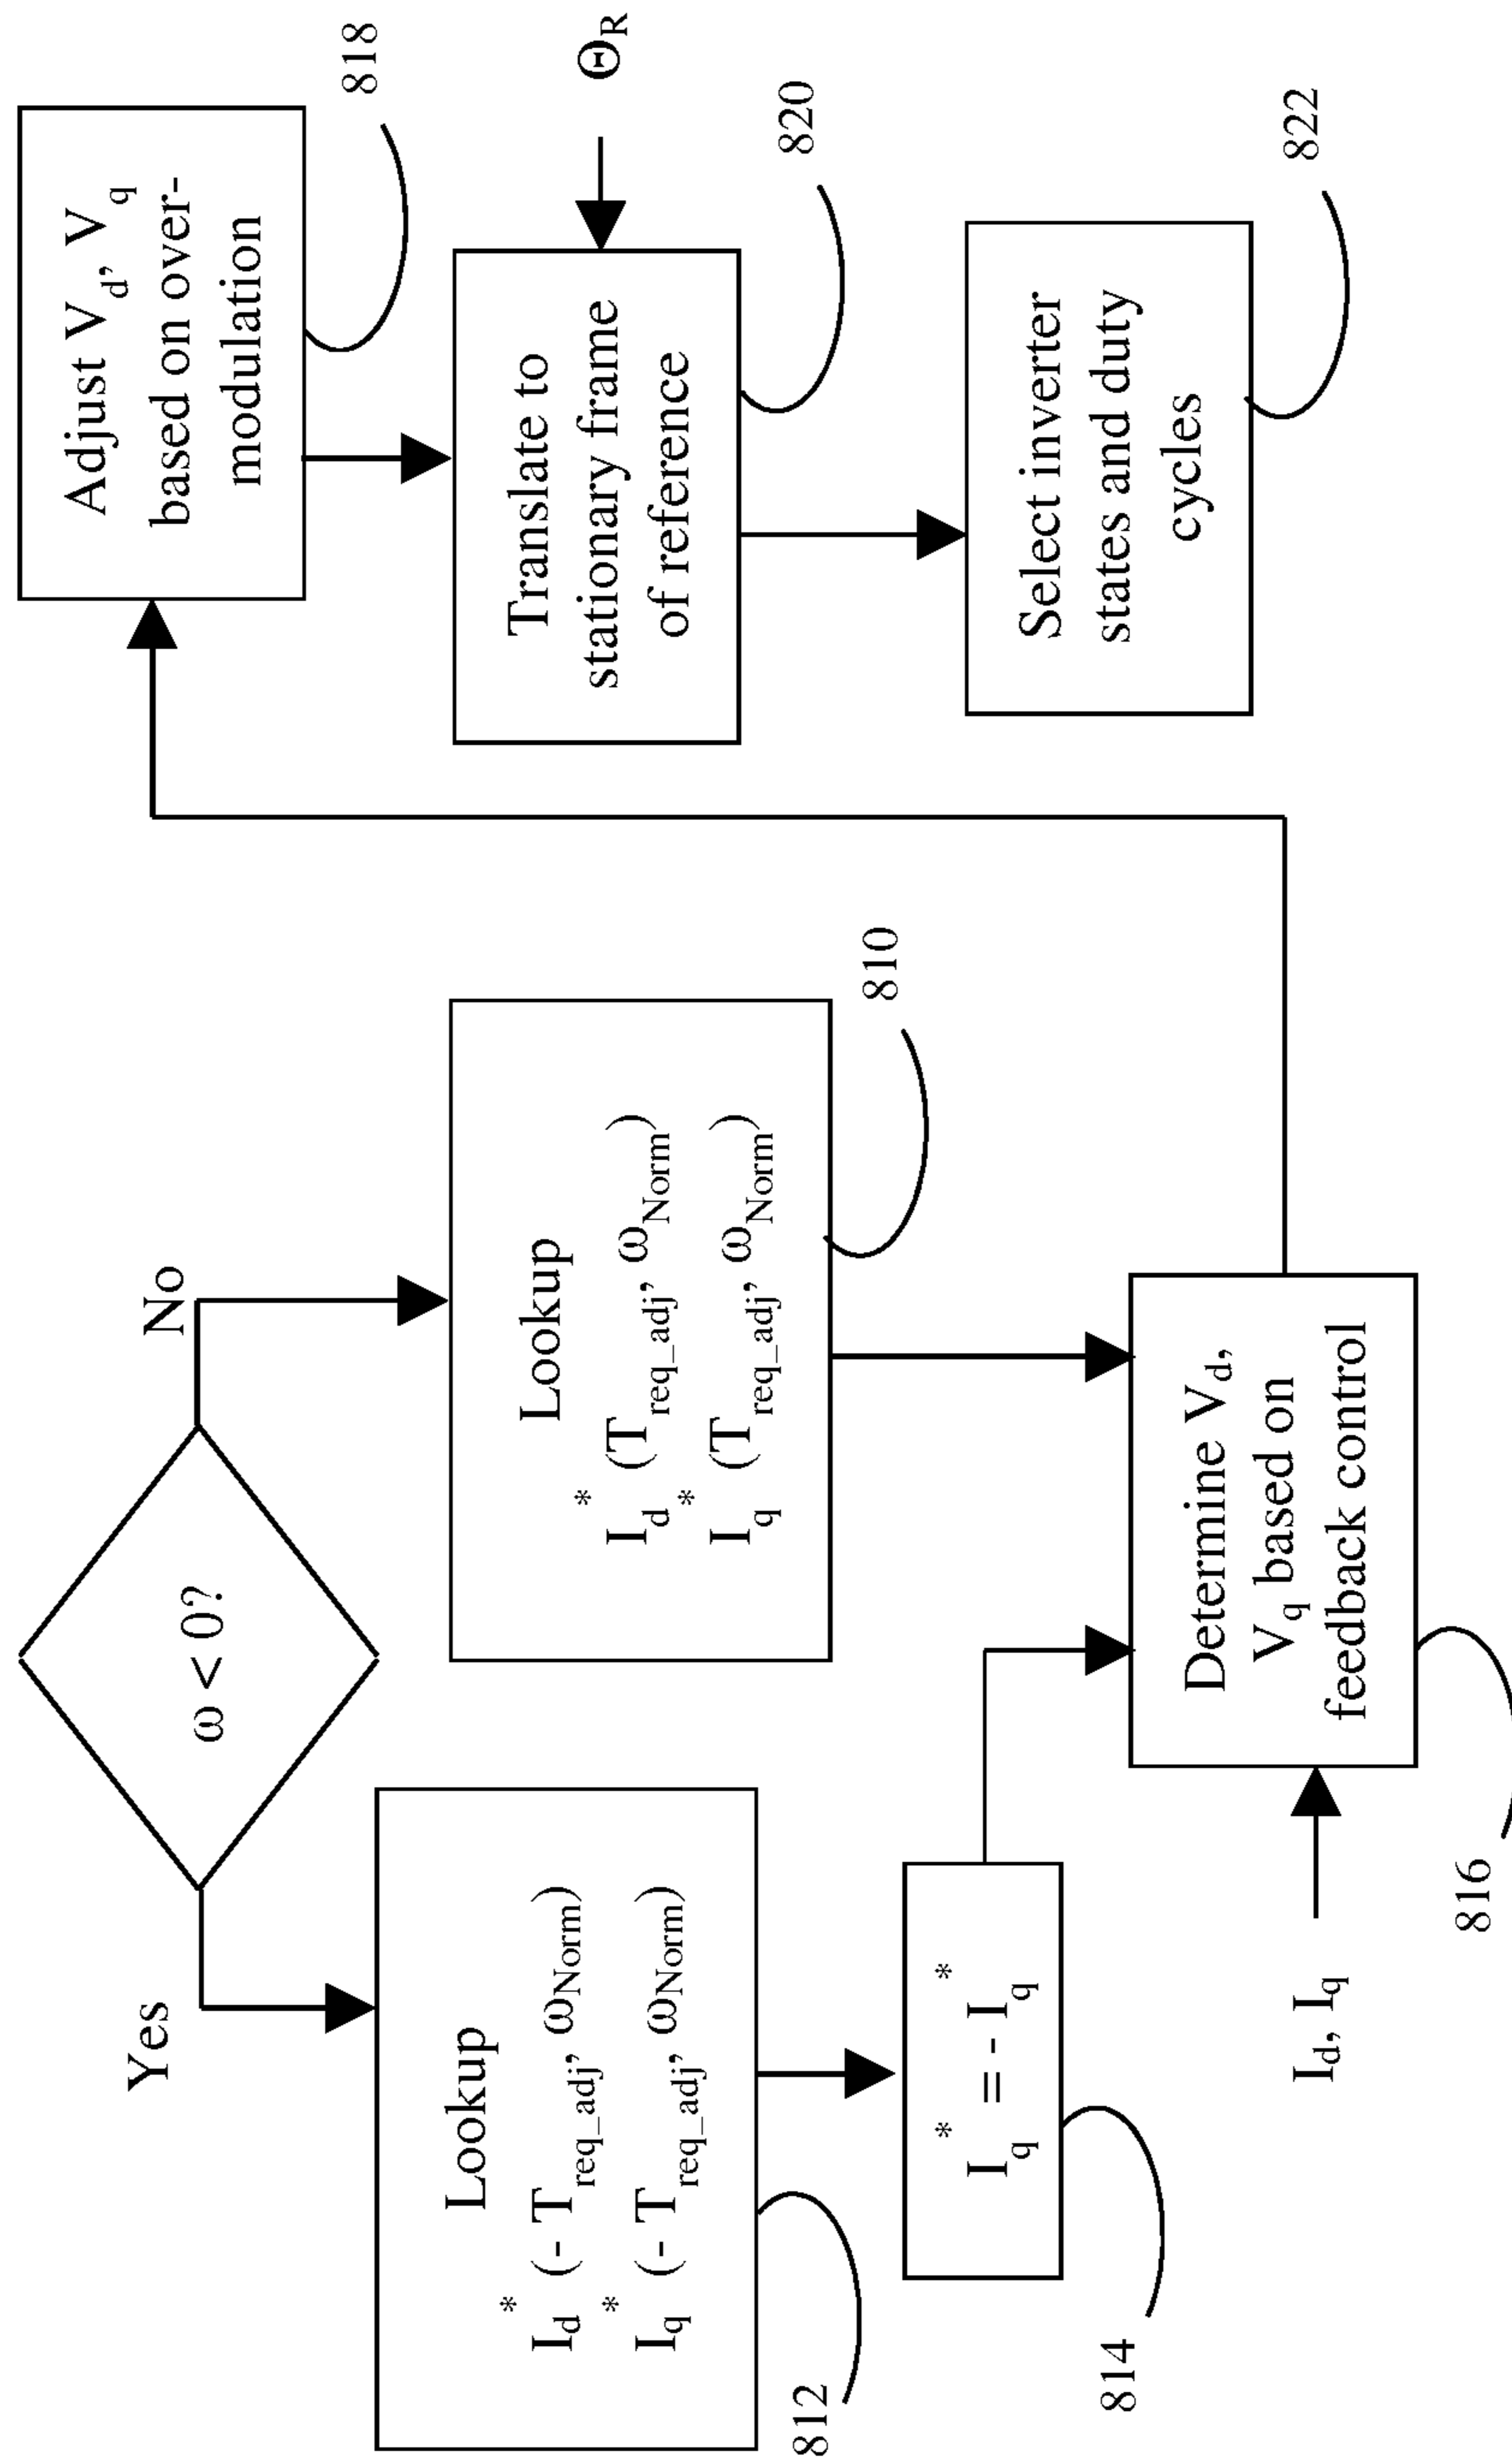 ω < 0?
Yes
No
Lookup
I_d^* (- T_req_adj, ω_Norm)
I_q^* (- T_req_adj, ω_Norm)
812
I_q^* = - I_q^*
814
Lookup
I_d^* (T_req_adj, ω_Norm)
I_q^* (T_req_adj, ω_Norm)
810
I_d, I_q
Determine V_d,
V_q based on
feedback control
816
Adjust V_d, V_q
based on over-
modulation
818
Θ_R
Translate to
stationary frame
of reference
820
Select inverter
states and duty
cycles
822